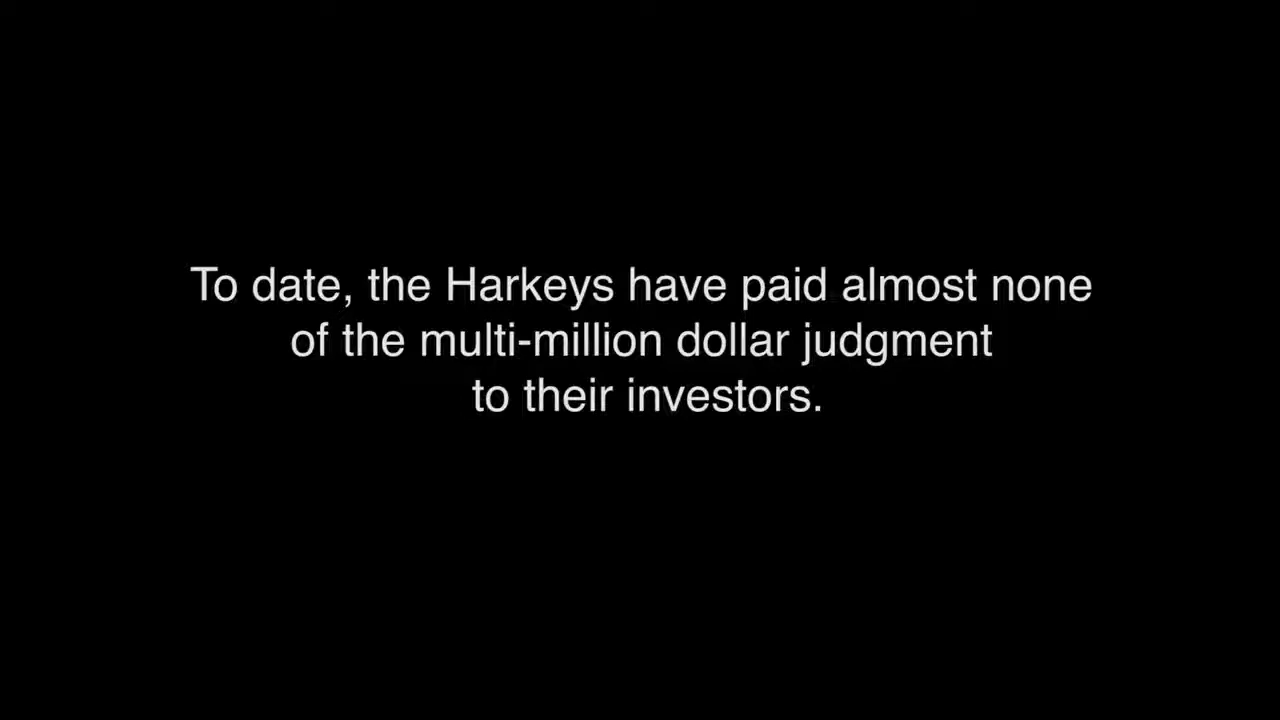 To date, the Harkeys have paid almost none
of the multi-million dollar judgment
to their investors.